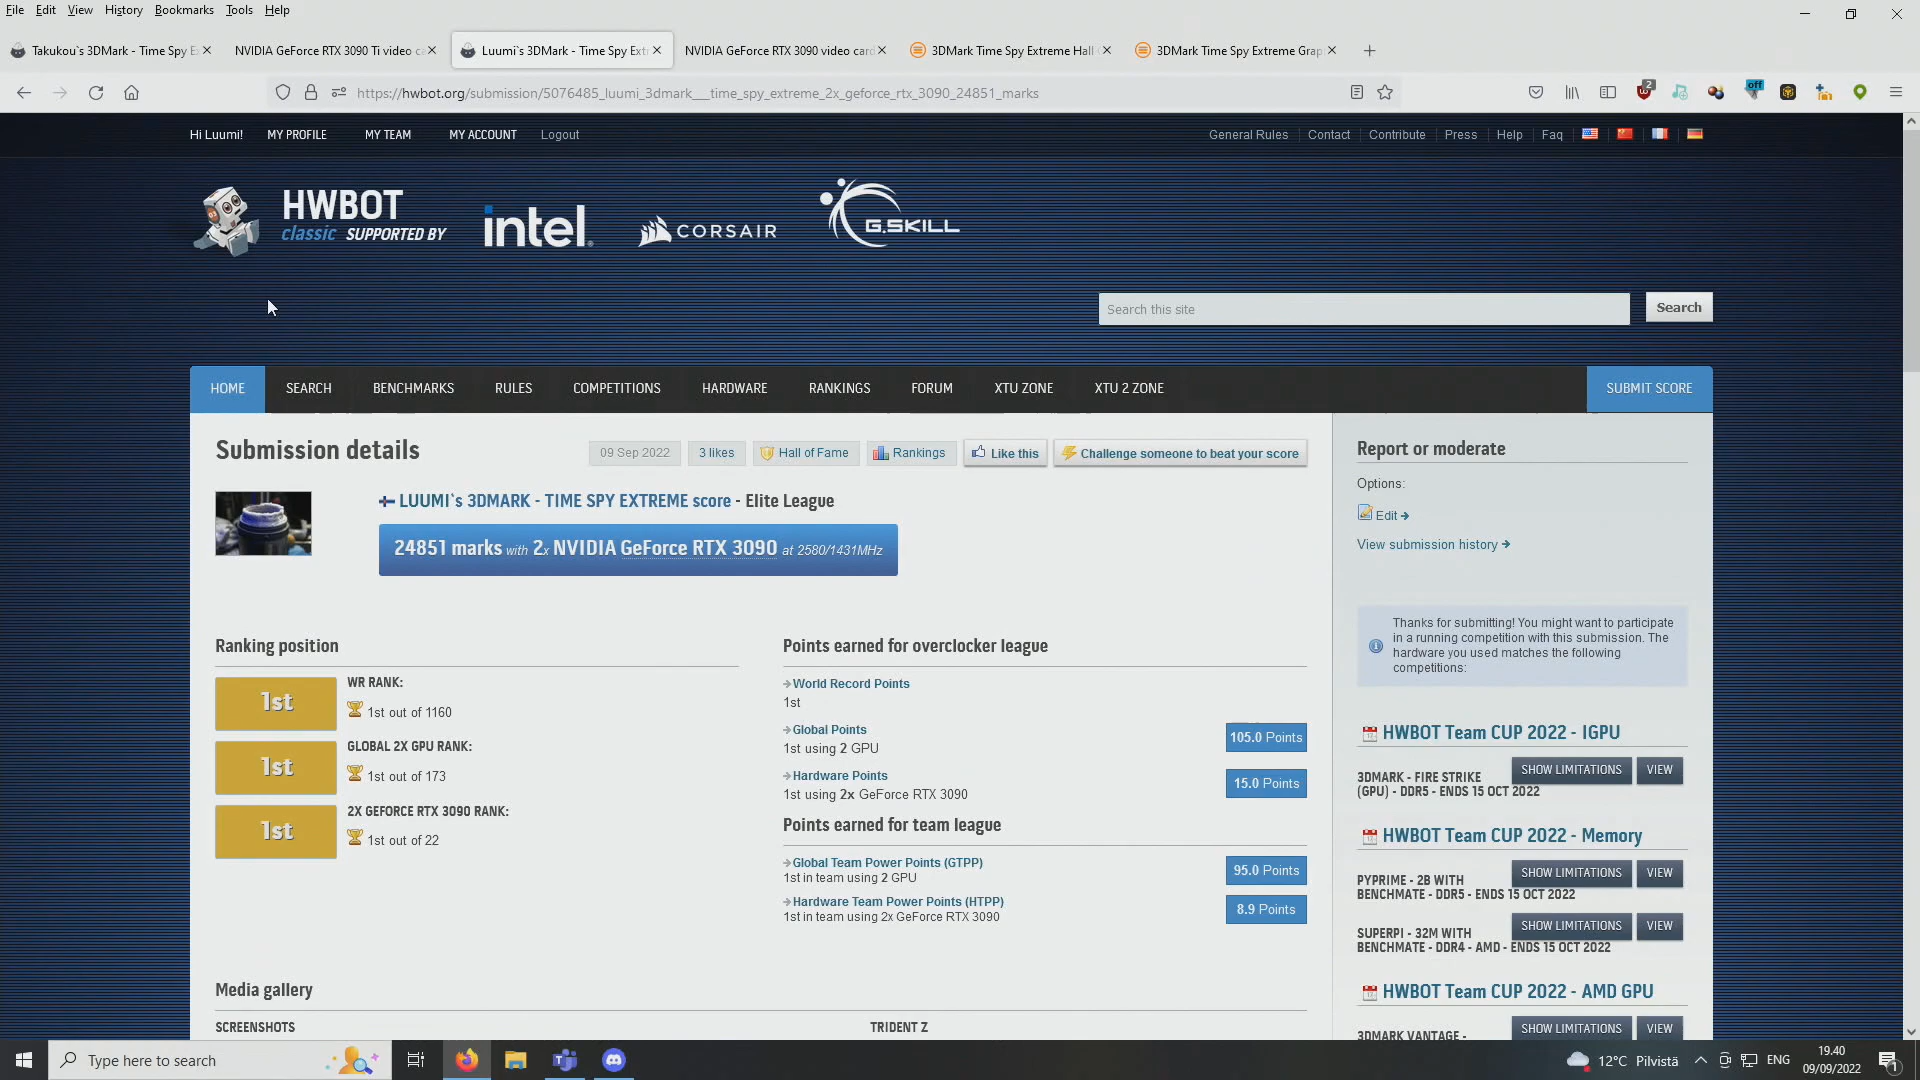 File Edit View History Bookmarks Tools Help
Takukou`s 3DMark - Time Spy E
NVIDIA GeForce RTX 3090 Ti video c
Luumi`s 3DMark - Time Spy Ext
NVIDIA GeForce RTX 3090 video card
3DMark Time Spy Extreme Hall
3DMark Time Spy Extreme Grap
https://hwbot.org/submission/5076485_luumi_3dmark___time_spy_extreme_2x_geforce_rtx_3090_24851_marks
2
off
Hi Luumi! MY PROFILE MY TEAM MY ACCOUNT Logout
General Rules Contact Contribute Press Help Faq
HWBOT
classic SUPPORTED BY
intel.
CORSAIR
G.SKILL
Search this site
Search
HOME SEARCH BENCHMARKS RULES COMPETITIONS HARDWARE RANKINGS FORUM XTU ZONE XTU 2 ZONE SUBMIT SCORE
Submission details
09 Sep 2022
3 likes
Hall of Fame
Rankings
Like this
Challenge someone to beat your score
LUUMI`s 3DMARK - TIME SPY EXTREME score - Elite League
24851 marks with 2x NVIDIA GeForce RTX 3090 at 2580/1431MHz
Ranking position
1st
WR RANK:
1st out of 1160
1st
GLOBAL 2X GPU RANK:
1st out of 173
1st
2X GEFORCE RTX 3090 RANK:
1st out of 22
Points earned for overclocker league
World Record Points
1st
Global Points
1st using 2 GPU
105.0 Points
Hardware Points
1st using 2x GeForce RTX 3090
15.0 Points
Points earned for team league
Global Team Power Points (GTPP)
1st in team using 2 GPU
95.0 Points
Hardware Team Power Points (HTPP)
1st in team using 2x GeForce RTX 3090
8.9 Points
Media gallery
SCREENSHOTS
TRIDENT Z
Report or moderate
Options:
Edit
View submission history
Thanks for submitting! You might want to participate
in a running competition with this submission. The
hardware you used matches the following
competitions:
HWBOT Team CUP 2022 - IGPU
3DMARK - FIRE STRIKE
(GPU) - DDR5 - ENDS 15 OCT 2022
SHOW LIMITATIONS VIEW
HWBOT Team CUP 2022 - Memory
PYPRIME - 2B WITH
BENCHMATE - DDR5 - ENDS 15 OCT 2022
SHOW LIMITATIONS VIEW
SUPERPI - 32M WITH
BENCHMATE - DDR4 - AMD - ENDS 15 OCT 2022
SHOW LIMITATIONS VIEW
HWBOT Team CUP 2022 - AMD GPU
3DMARK VANTAGE -
SHOW LIMITATIONS VIEW
Type here to search
12°C Pilvistä
ENG
19.40
09/09/2022
1